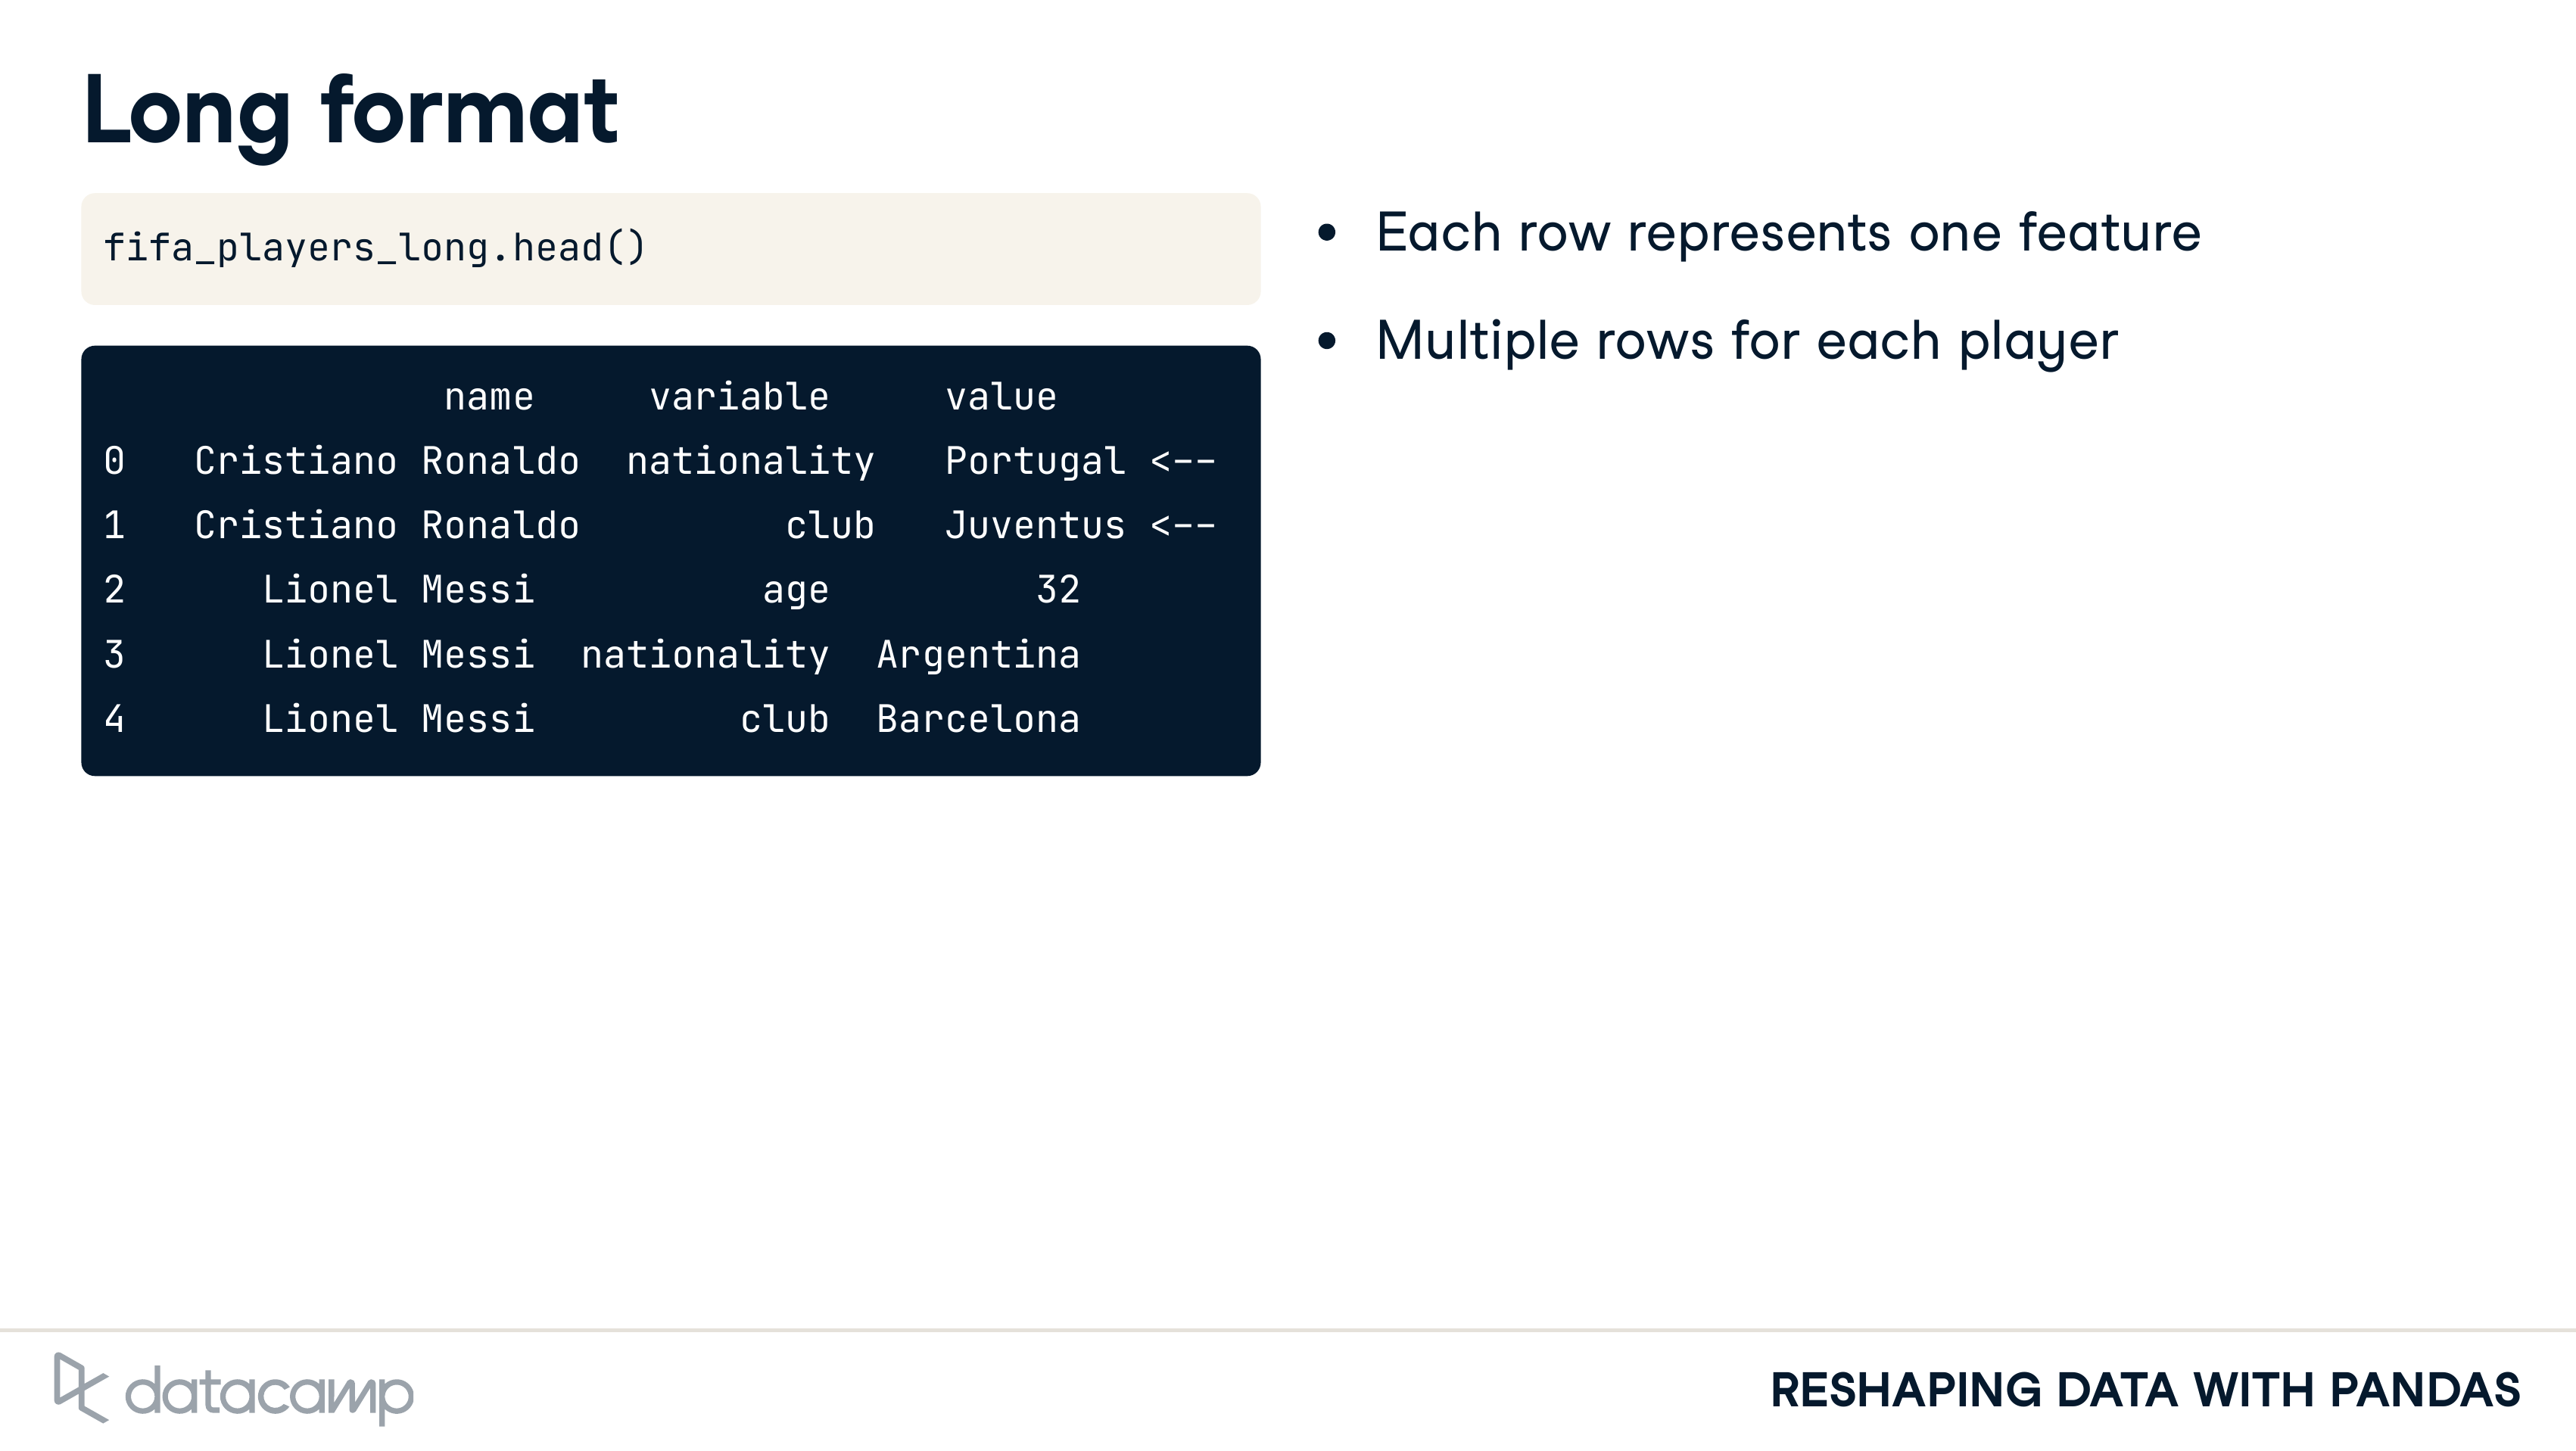 Long format
fifa_players_long.head()
name variable value
0 Cristiano Ronaldo nationality Portugal <--
1 Cristiano Ronaldo club Juventus <--
2 Lionel Messi age 32
3 Lionel Messi nationality Argentina
4 Lionel Messi club Barcelona
• Each row represents one feature
• Multiple rows for each player
datacamp
RESHAPING DATA WITH PANDAS